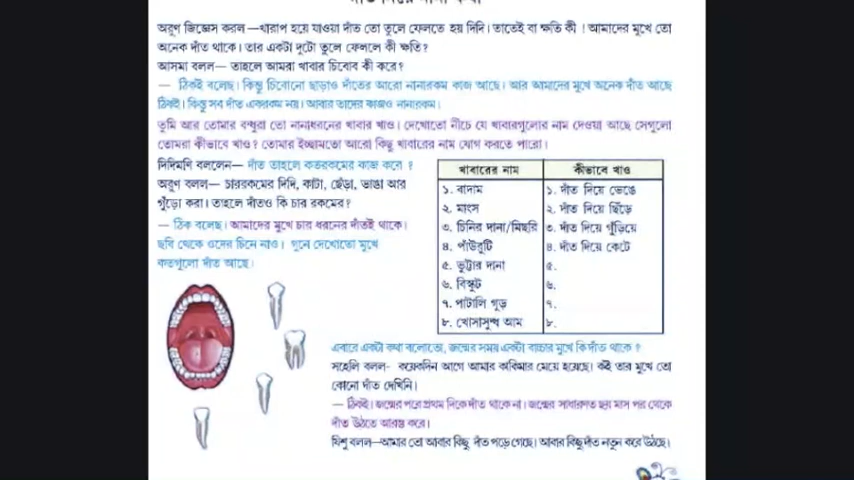 অরূণ জিজ্ঞেস করল —খারাপ হয়ে যাওয়া দাঁত তো তুলে ফেলতে হয় দিদি। তাতেই বা ক্ষতি কী ! আমাদের মুখে তো
অনেক দাঁত থাকে। তার একটা দুটো তুলে ফেললে কী ক্ষতি?
আসমা বলল— তাহলে আমরা খাবার চিবোব কী করে?
— ঠিকই বলেছ। কিন্তু চিবোনো ছাড়াও দাঁতের আরো নানারকম কাজ আছে। আর আমাদের মুখে অনেক দাঁত আছে
ঠিকই। কিন্তু সব দাঁত একরকম নয়। আবার তাদের কাজও নানারকম।
তুমি আর তোমার বন্ধুরা তো নানাধরনের খাবার খাও। দেখোতো নীচে যে খাবারগুলোর নাম দেওয়া আছে সেগুলো
তোমরা কীভাবে খাও? তোমার ইচ্ছামতো আরো কিছু খাবারের নাম যোগ করতে পারো।
দিদিমণি বললেন— দাঁত তাহলে কতরকমের কাজ করে ?
অরূণ বলল— চাররকমের দিদি, কাটা, ছেঁড়া, ভাঙা আর
গুঁড়ো করা। তাহলে দাঁতও কি চার রকমের?
— ঠিক বলেছ। আমাদের মুখে চার ধরনের দাঁতই থাকে।
ছবি থেকে ওদের চিনে নাও। গুনে দেখোতো মুখে
কতগুলো দাঁত আছে।
খাবারের নাম কীভাবে খাও
১. বাদাম ১. দাঁত দিয়ে ভেঙে
২. মাংস ২. দাঁত দিয়ে ছিঁড়ে
৩. চিনির দানা/মিছরি ৩. দাঁত দিয়ে গুঁড়িয়ে
৪. পাঁউরুটি ৪. দাঁত দিয়ে কেটে
৫. ভুট্টার দানা ৫.
৬. বিস্কুট ৬.
৭. পাটালি গুড় ৭.
৮. খোসাসুদ্ধ আম ৮.
এবারে একটা কথা বলোতো, জন্মের সময় একটা বাচ্চার মুখে কি দাঁত থাকে ?
সহেলি বলল- কয়েকদিন আগে আমার কাকিমার মেয়ে হয়েছে। কই তার মুখে তো
কোনো দাঁত দেখিনি।
— ঠিকই। জন্মের পরে প্রথম দিকে দাঁত থাকে না। জন্মের সাধারণত ছয় মাস পর থেকে
দাঁত উঠতে আরম্ভ করে।
যিশু বলল—আমার তো আবার কিছু দাঁত পড়ে গেছে। আবার কিছু দাঁত নতুন করে উঠছে।